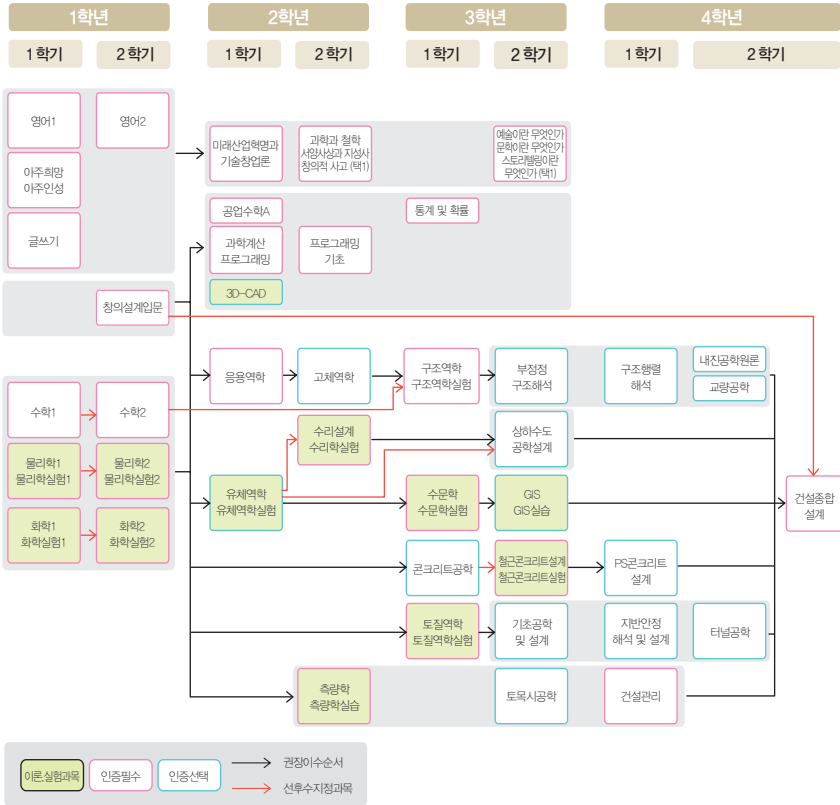 1학년
2학년
3학년
4학년
1학기
2학기
1학기
2학기
1학기
2학기
1학기
2학기
영어1
영어2
아주희망
아주인성
글쓰기
미래산업혁명과
기술창업론
과학과 철학
서양사상과 지성사
창의적 사고 (택1)
예술이란 무엇인가
문학이란 무엇인가
스토리텔링이란
무엇인가 (택1)
공업수학A
통계 및 확률
과학계산
프로그래밍
프로그래밍
기초
3D-CAD
창의설계입문
응용역학
고체역학
구조역학
구조역학실험
부정정
구조해석
구조행렬
해석
내진공학원론
교량공학
수학1
수학2
수리설계
수리학실험
상하수도
공학설계
물리학1
물리학실험1
물리학2
물리학실험2
유체역학
유체역학실험
수문학
수문학실험
GIS
GIS실습
건설종합
설계
화학1
화학실험1
화학2
화학실험2
콘크리트공학
철근콘크리트설계
철근콘크리트실험
PS콘크리트
설계
토질역학
토질역학실험
기초공학
및 설계
지반안정
해석 및 설계
터널공학
측량학
측량학실습
토목시공학
건설관리
이론,실험과목
인증필수
인증선택
권장이수순서
선후수지정과목